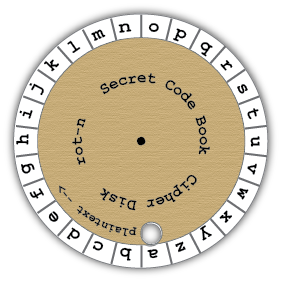 a b c d e f g h i j k l m n o p q r s t u v w x y z
Secret Code Book
Cipher Disk
rot-n
plaintext -->